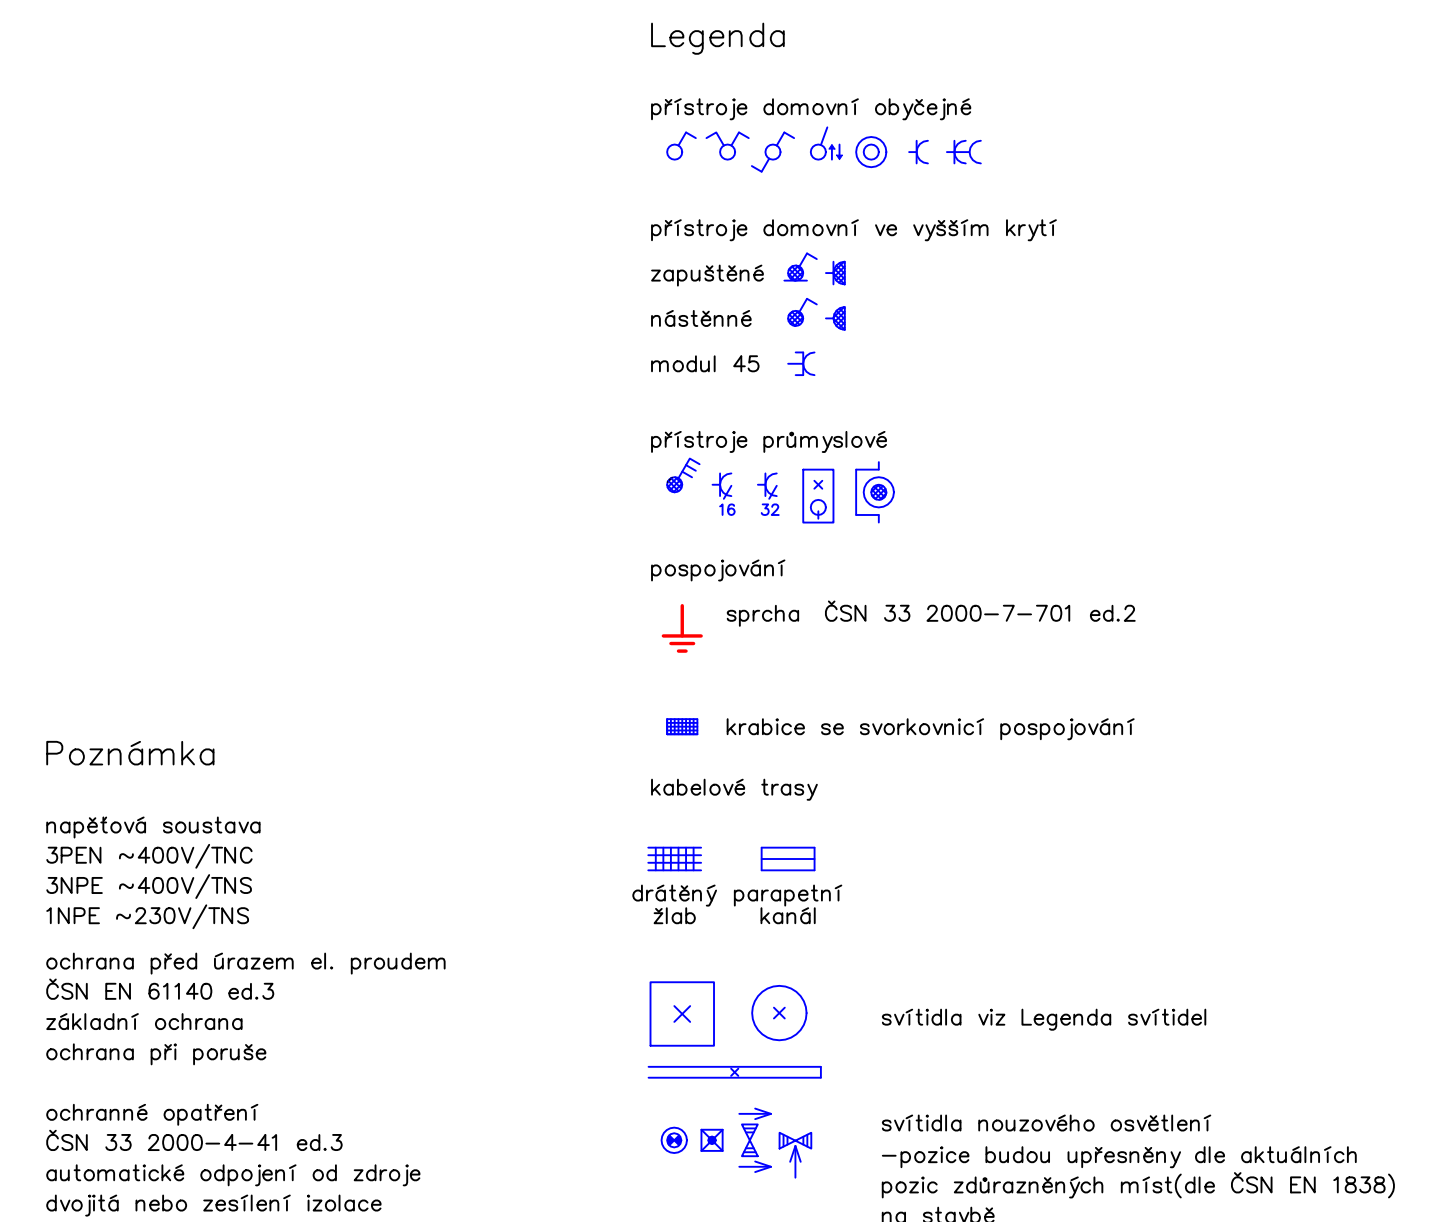 Legenda
přístroje domovní obyčejné
přístroje domovní ve vyšším krytí
zapuštěné
nástěnné
modul 45
přístroje průmyslové
16 32
pospojování
sprcha ČSN 33 2000-7-701 ed.2
krabice se svorkovnicí pospojování
kabelové trasy
drátěný žlab
parapetní kanál
svítidla viz Legenda svítidel
svítidla nouzového osvětlení
-pozice budou upřesněny dle aktuálních
pozic zdůrazněných míst(dle ČSN EN 1838)
na stavbě
Poznámka
napěťová soustava
3PEN ~400V/TNC
3NPE ~400V/TNS
1NPE ~230V/TNS
ochrana před úrazem el. proudem
ČSN EN 61140 ed.3
základní ochrana
ochrana při poruše
ochranné opatření
ČSN 33 2000-4-41 ed.3
automatické odpojení od zdroje
dvojitá nebo zesílení izolace